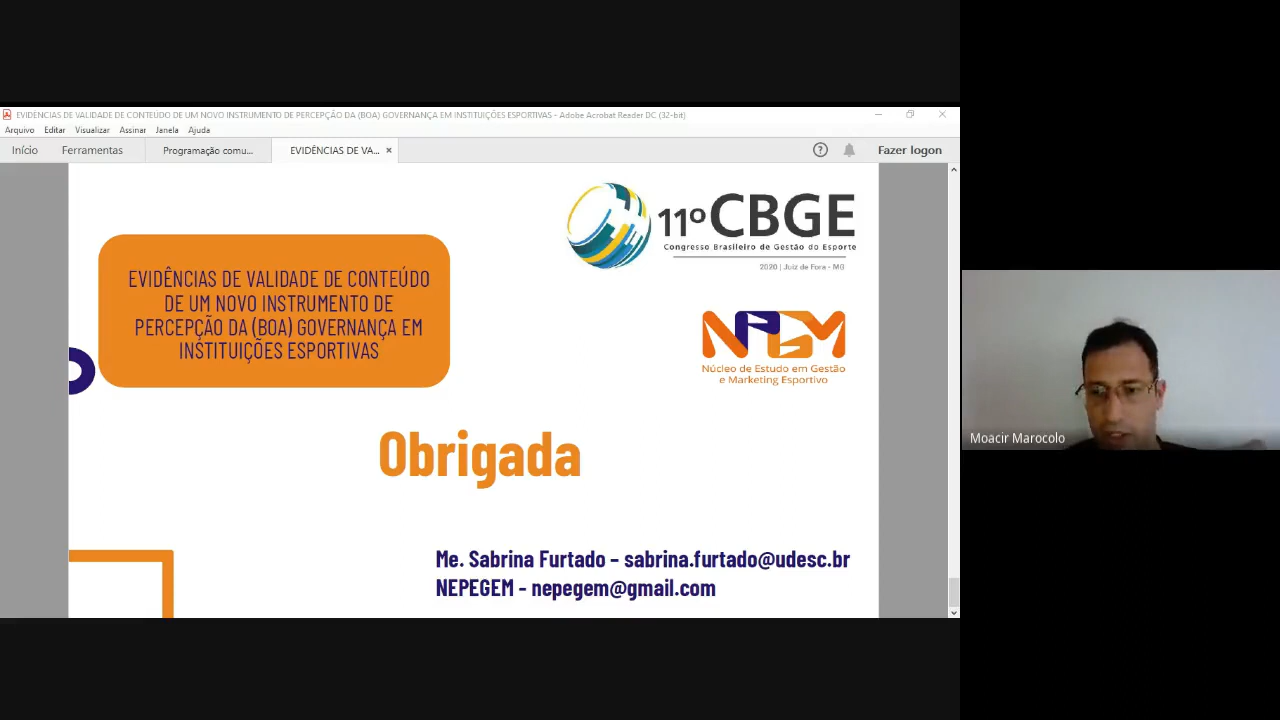 EVIDENCIAS DE VALIDADE DE CONTEÚDO DE UM NOVO INSTRUMENTO DE PERCEPÇÃO DA (BOA) GOVERNANÇA EM INSTITUIÇÕES ESPORTIVAS - Adobe Acrobat Reader DC (32-bit)
Arquivo Editar Visualizar Assinar Janela Ajuda
Início Ferramentas Programação comu... EVIDÊNCIAS DE VA... × ? Fazer logon
11º CBGE
Congresso Brasileiro de Gestão do Esporte
2020 | Juiz de Fora - MG
EVIDÊNCIAS DE VALIDADE DE CONTEÚDO
DE UM NOVO INSTRUMENTO DE
PERCEPÇÃO DA (BOA) GOVERNANÇA EM
INSTITUIÇÕES ESPORTIVAS
Núcleo de Estudo em Gestão
e Marketing Esportivo
Obrigada
Me. Sabrina Furtado - sabrina.furtado@udesc.br
NEPEGEM - nepegem@gmail.com
Moacir Marocolo